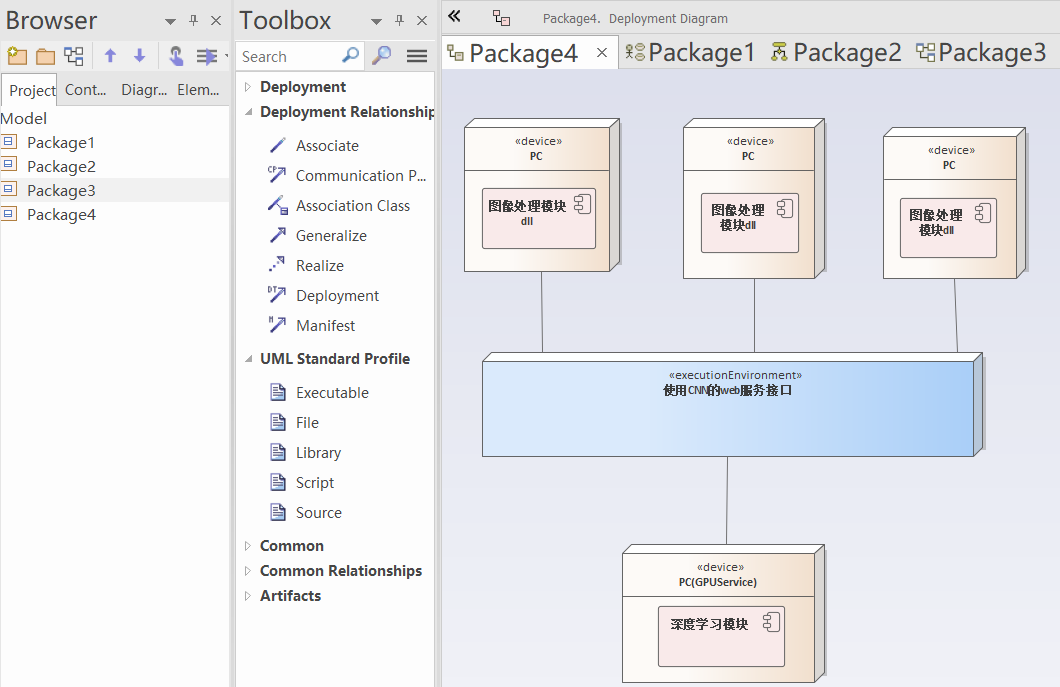 Browser
Project Cont... Diagr... Elem...
Model
Package1
Package2
Package3
Package4
Toolbox
Search
Deployment
Deployment Relationship
Associate
Communication P...
Association Class
Generalize
Realize
Deployment
Manifest
UML Standard Profile
Executable
File
Library
Script
Source
Common
Common Relationships
Artifacts
Package4. Deployment Diagram
Package4 Package1 Package2 Package3
«device»
PC
图像处理模块
dll
«device»
PC
图像处理
模块dll
«device»
PC
图像处理
模块dll
«executionEnvironment»
使用CNN的web服务接口
«device»
PC(GPUService)
深度学习模块